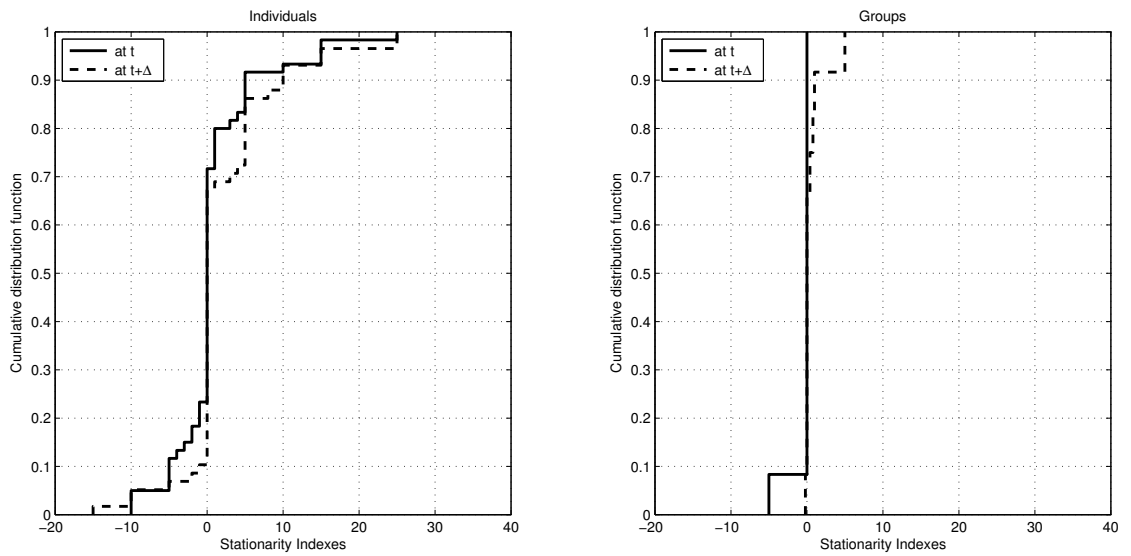 Individuals
at t
at t+Δ
1
0.9
0.8
0.7
0.6
0.5
0.4
0.3
0.2
0.1
0
Cumulative distribution function
−20 −10 0 10 20 30 40
Stationarity Indexes
Groups
at t
at t+Δ
1
0.9
0.8
0.7
0.6
0.5
0.4
0.3
0.2
0.1
0
Cumulative distribution function
−20 −10 0 10 20 30 40
Stationarity Indexes